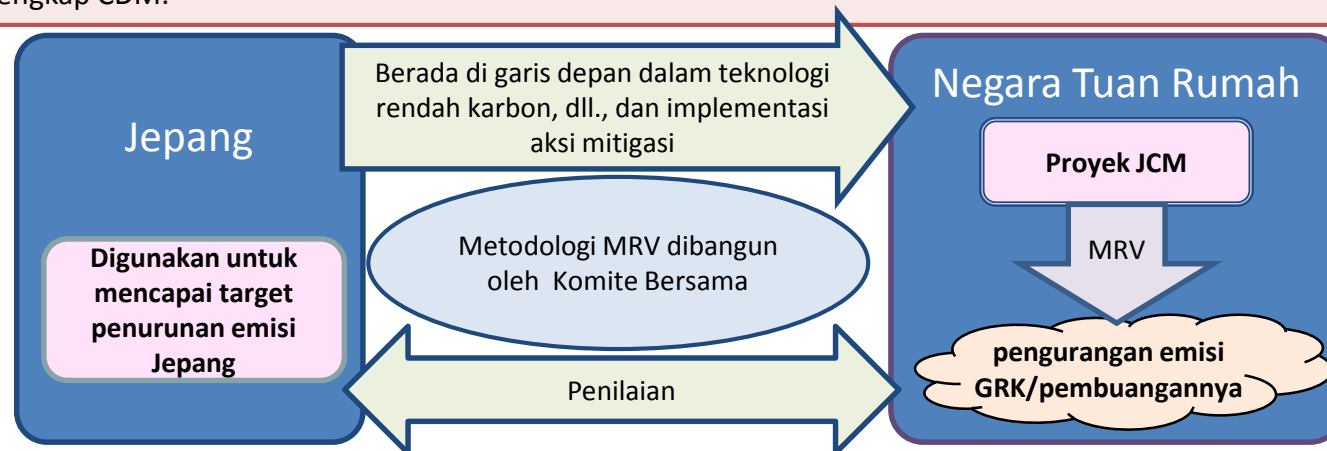 CDM.
Jepang
Digunakan untuk
mencapai target
penurunan emisi
Jepang
Berada di garis depan dalam teknologi
rendah karbon, dll., dan implementasi
aksi mitigasi
Metodologi MRV dibangun
oleh Komite Bersama
Penilaian
Negara Tuan Rumah
Proyek JCM
MRV
pengurangan emisi
GRK/pembuangannya